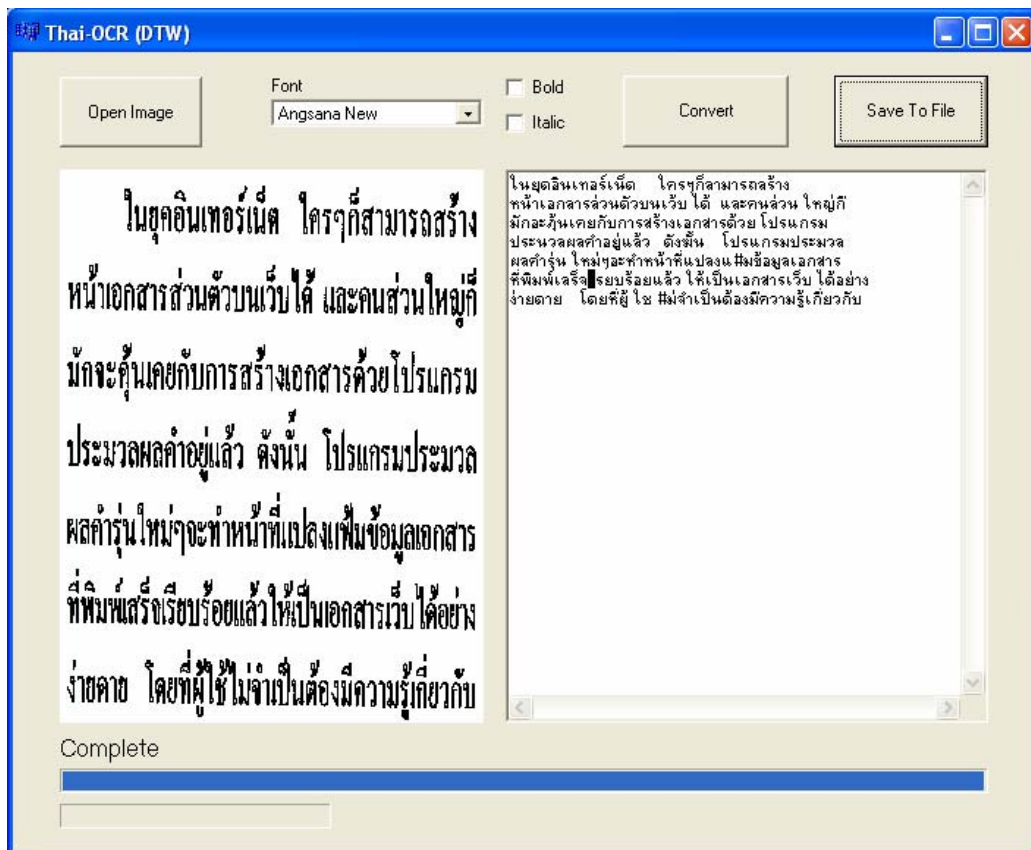 Thai-OCR (DTW)
Open Image
Font
Angsana New
Bold
Italic
Convert
Save To File
ในยุคอินเทอร์เน็ต ใครๆก็สามารถสร้าง
หน้าเอกสารส่วนตัวบนเว็บได้ และคนส่วนใหญ่ก็
มักจะคุ้นเคยกับการสร้างเอกสารด้วยโปรแกรม
ประมวลผลคำอยู่แล้ว ดังนั้น โปรแกรมประมวล
ผลคำรุ่นใหม่ๆจะทำหน้าที่แปลงแฟ้มข้อมูลเอกสาร
ที่พิมพ์เสร็จเรียบร้อยแล้วให้เป็นเอกสารเว็บได้อย่าง
ง่ายดาย โดยที่ผู้ใช้ไม่จำเป็นต้องมีความรู้เกี่ยวกับ
ในยุดอินเทอร์เน็ด ใครๆก็ลามารถลร้าง
หน้าเอกลารล่วนตัวบนเว็บ ได้ และคนล่วน ใหญ่ก็
มักอะภุ้นเคยกับการสร้างเอกสารด้วย โปรแกรม
ประนวลผลคำอยู่แล้ว ดังนั้น โปรแกรมประมวล
ผลคำรุ่น ใหม่ๆอะทำหน้าที่แปลงแ#มข้อมูลเอกสาร
ที่พิมพ์เลร็จ รยบร้อยแล้ว ให้เป็นเอกสารเว็บ ได้อย่าง
ง่ายดาย โดยที่ผู้ ใช #ม่จำเป็นต้องมีความรู้เกี่ยวกับ
Complete